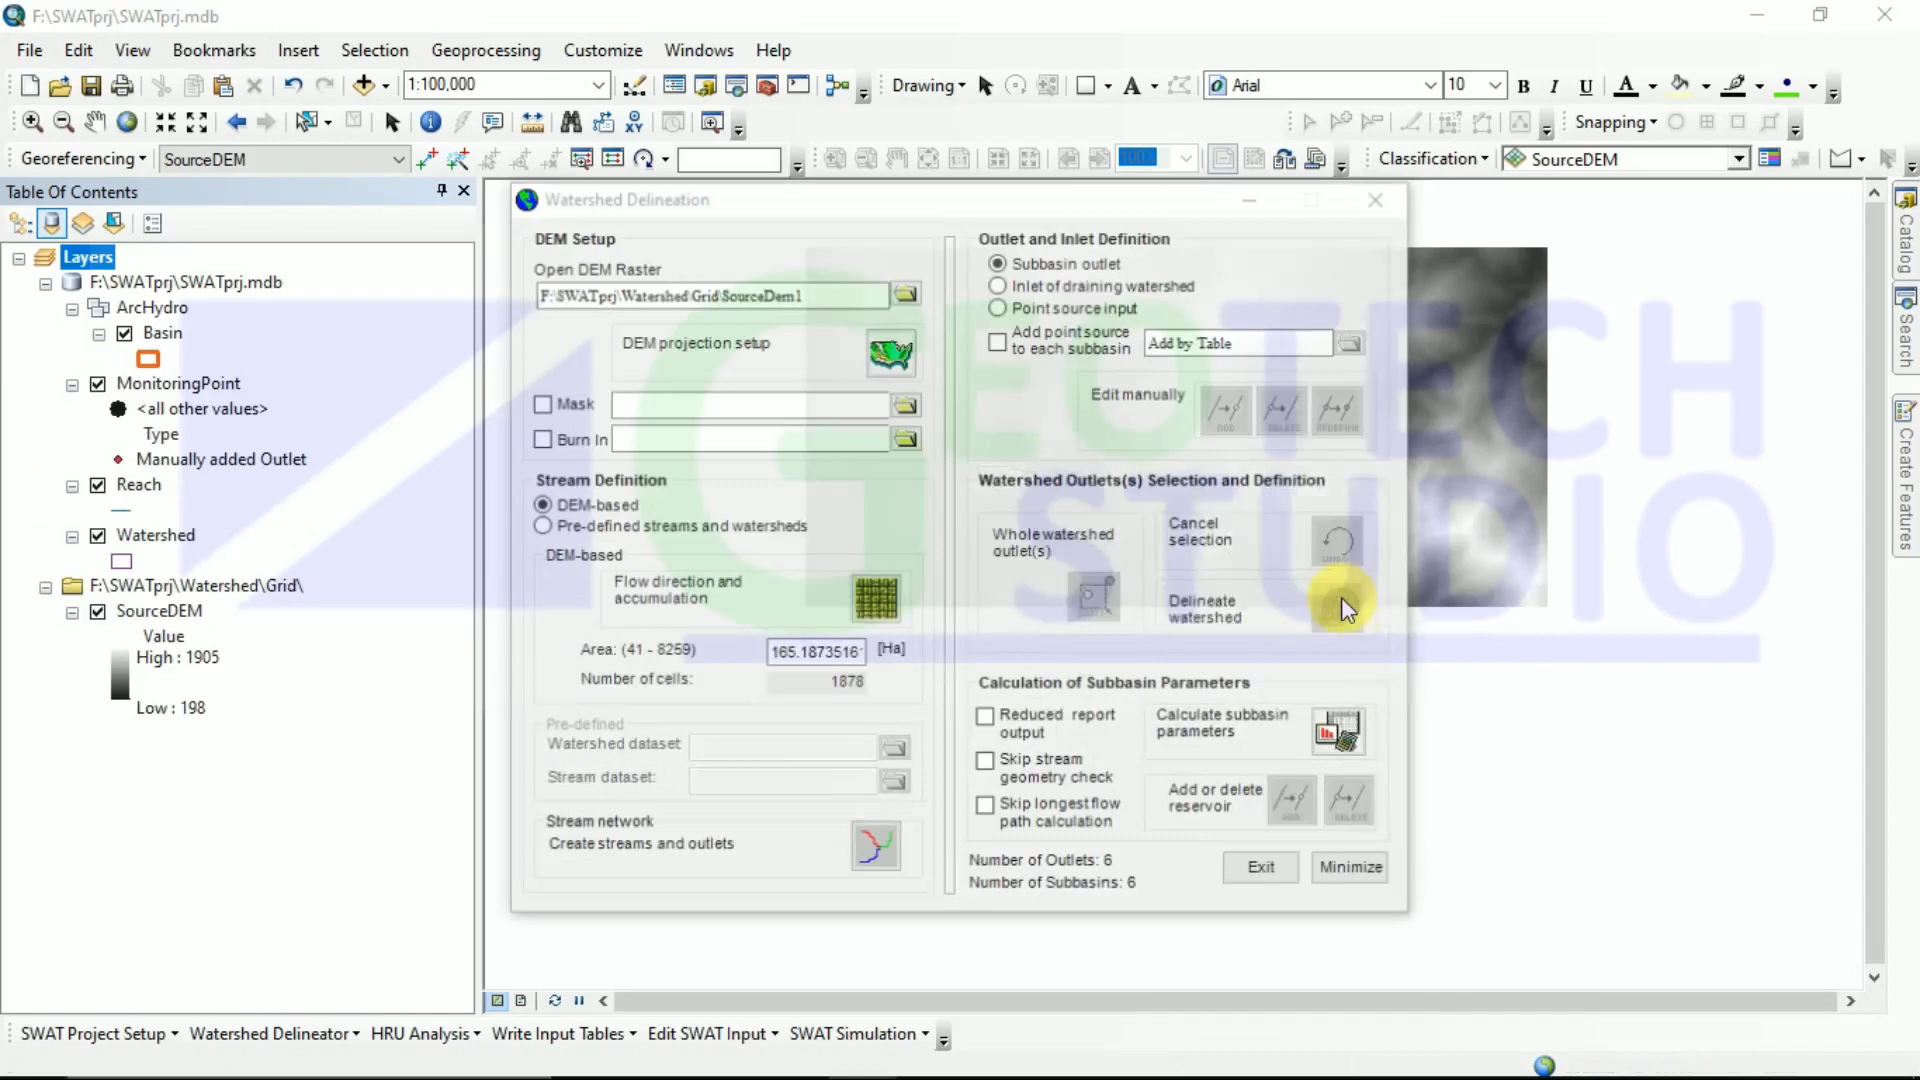 F:\SWATprj\SWATprj.mdb
File Edit View Bookmarks Insert Selection Geoprocessing Customize Windows Help
1:100,000 Drawing Arial 10 B I U
Snapping
Georeferencing SourceDEM Classification SourceDEM
Table Of Contents
Layers
F:\SWATprj\SWATprj.mdb
ArcHydro
Basin
MonitoringPoint
<all other values>
Type
Manually added Outlet
Reach
Watershed
F:\SWATprj\Watershed\Grid\
SourceDEM
Value
High : 1905
Low : 198
Watershed Delineation
DEM Setup
Open DEM Raster
F:\SWATprj\Watershed\Grid\SourceDem1
DEM projection setup
Mask
Burn In
Stream Definition
DEM-based
Pre-defined streams and watersheds
DEM-based
Flow direction and
accumulation
Area: (41 - 8259) 165.1873516 [Ha]
Number of cells: 1878
Pre-defined
Watershed dataset
Stream dataset:
Stream network
Create streams and outlets
Outlet and Inlet Definition
Subbasin outlet
Inlet of draining watershed
Point source input
Add point source
to each subbasin
Add by Table
Edit manually
ADD DELETE REDEFINE
Watershed Outlets(s) Selection and Definition
Whole watershed
outlet(s)
Cancel
selection
UNDO
Delineate
watershed
Calculation of Subbasin Parameters
Reduced report
output
Skip stream
geometry check
Skip longest flow
path calculation
Calculate subbasin
parameters
Add or delete
reservoir
ADD DELETE
Number of Outlets: 6
Number of Subbasins: 6
Exit Minimize
GEOTECH
STUDIO
Catalog
Search
Create Features
SWAT Project Setup Watershed Delineator HRU Analysis Write Input Tables Edit SWAT Input SWAT Simulation